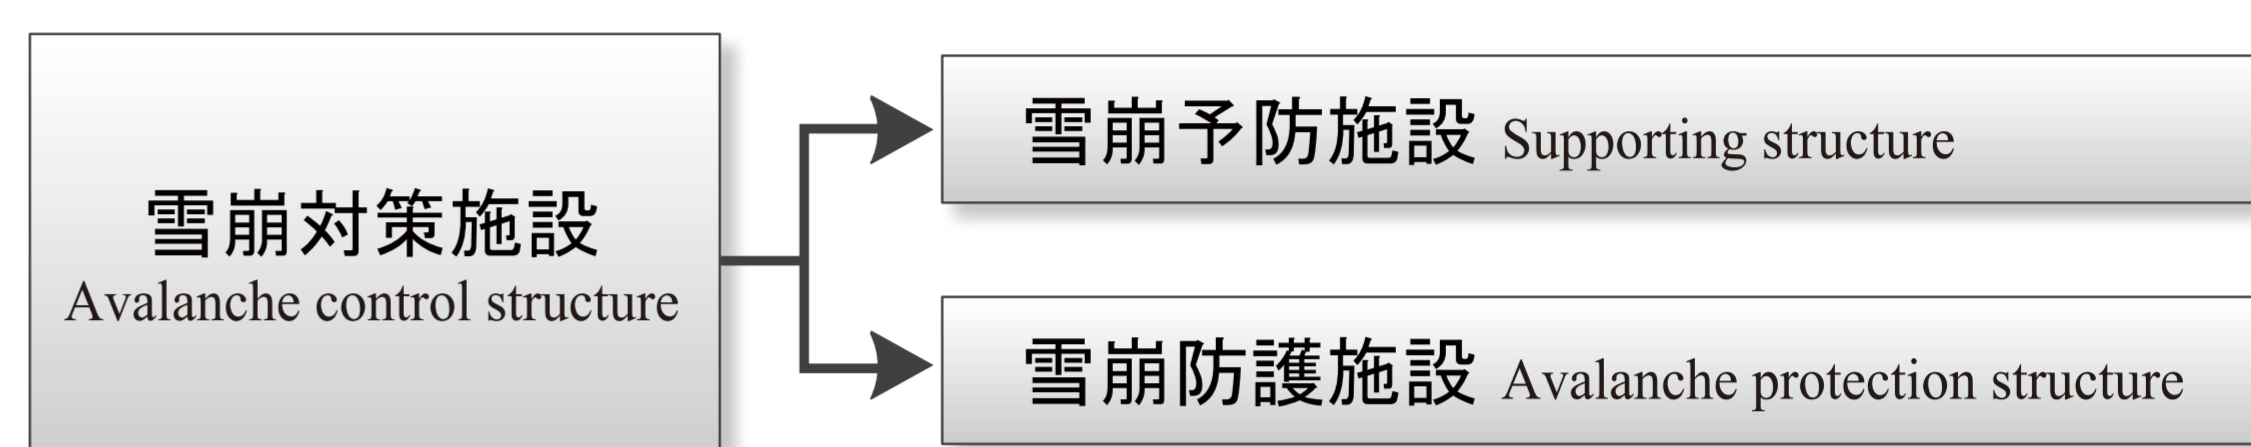 雪崩対策施設
Avalanche control structure
雪崩予防施設 Supporting structure
雪崩防護施設 Avalanche protection structure